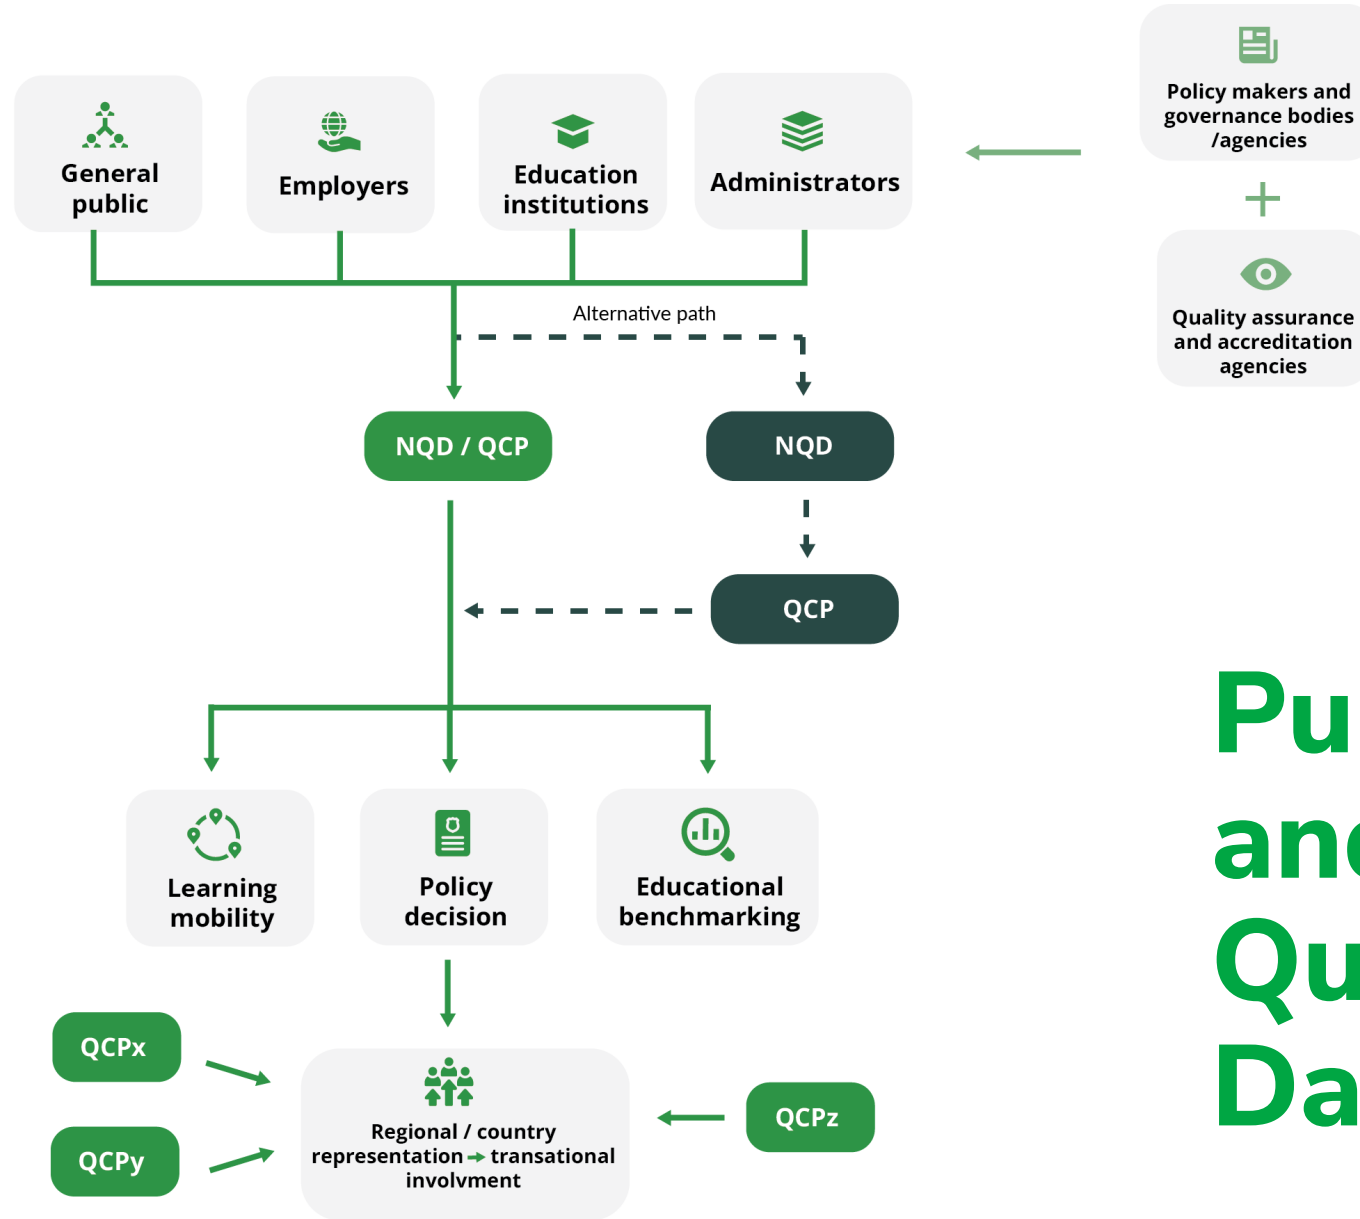 Policy makers and
governance bodies
/agencies
General
public
Employers
Education
institutions
Administrators
Quality assurance
and accreditation
agencies
Alternative path
NQD / QCP
NQD
QCP
Pu
and
Qu
Da
Learning
mobility
Policy
decision
Educational
benchmarking
QCPx
QCPy
QCPz
Regional / country
representation → transational
involvment